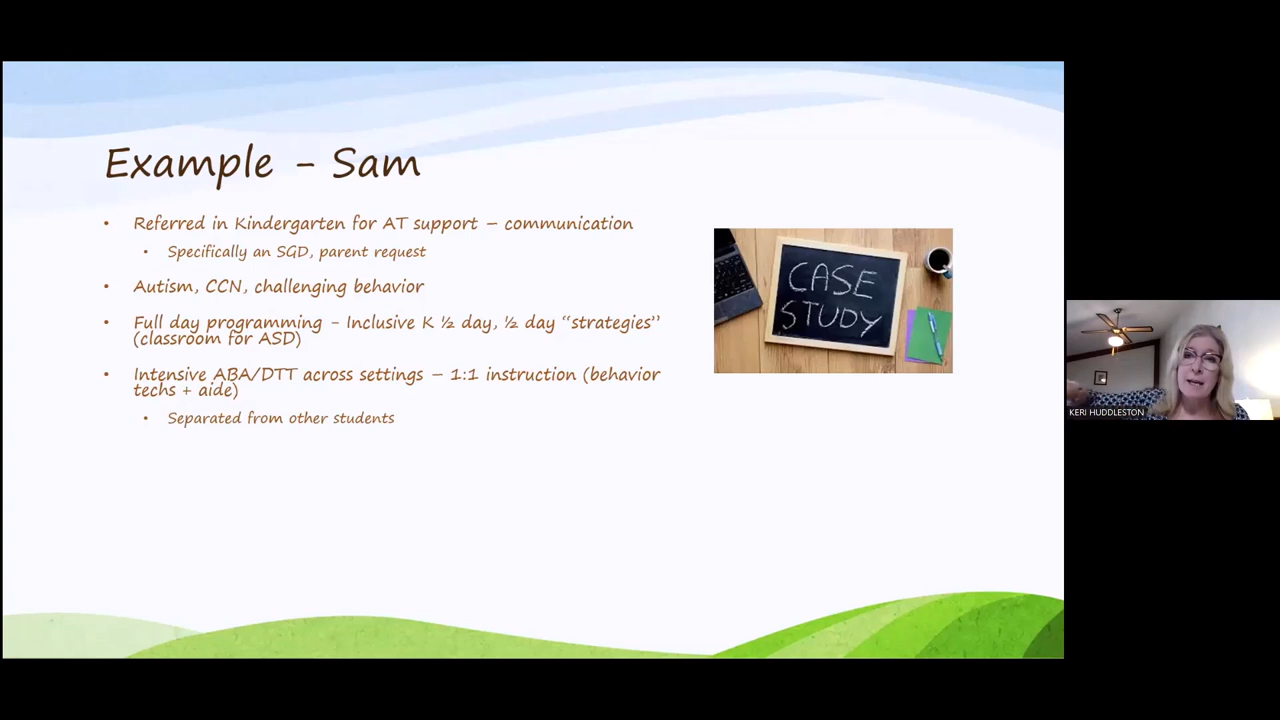 Example - Sam
• Referred in Kindergarten for AT support – communication
• Specifically an SGD, parent request
• Autism, CCN, challenging behavior
• Full day programming - Inclusive K ½ day, ½ day “strategies”
(classroom for ASD)
• Intensive ABA/DTT across settings – 1:1 instruction (behavior
techs + aide)
• Separated from other students
CASE
STUDY
KERI HUDDLESTON